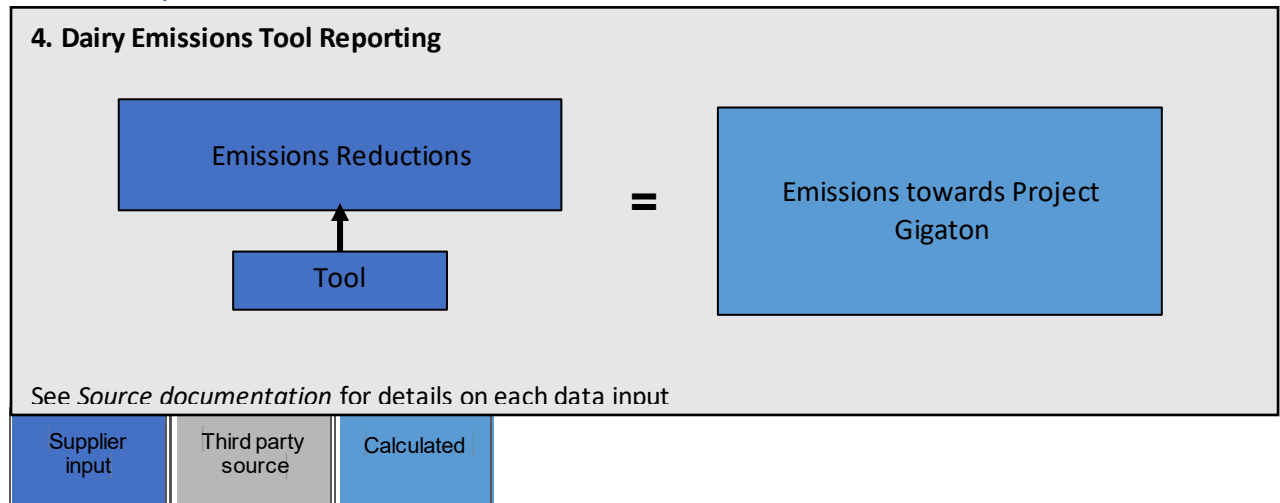 4. Dairy Emissions Tool Reporting
Emissions Reductions
=
Emissions towards Project
Gigaton
Tool
See Source documentation for details on each data input
Supplier
input
Third party
source
Calculated